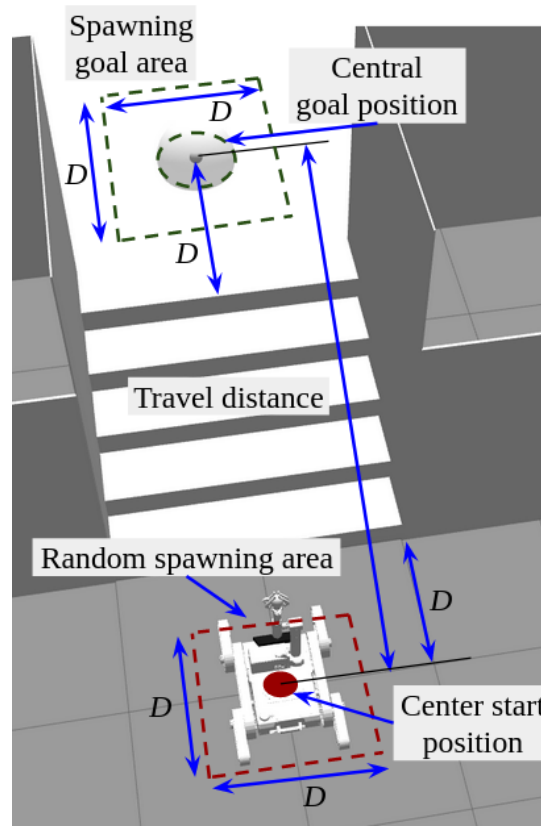 Spawning
goal area
Central
goal position
D
D
D
Travel distance
Random spawning area
D
D
Center start
position
D